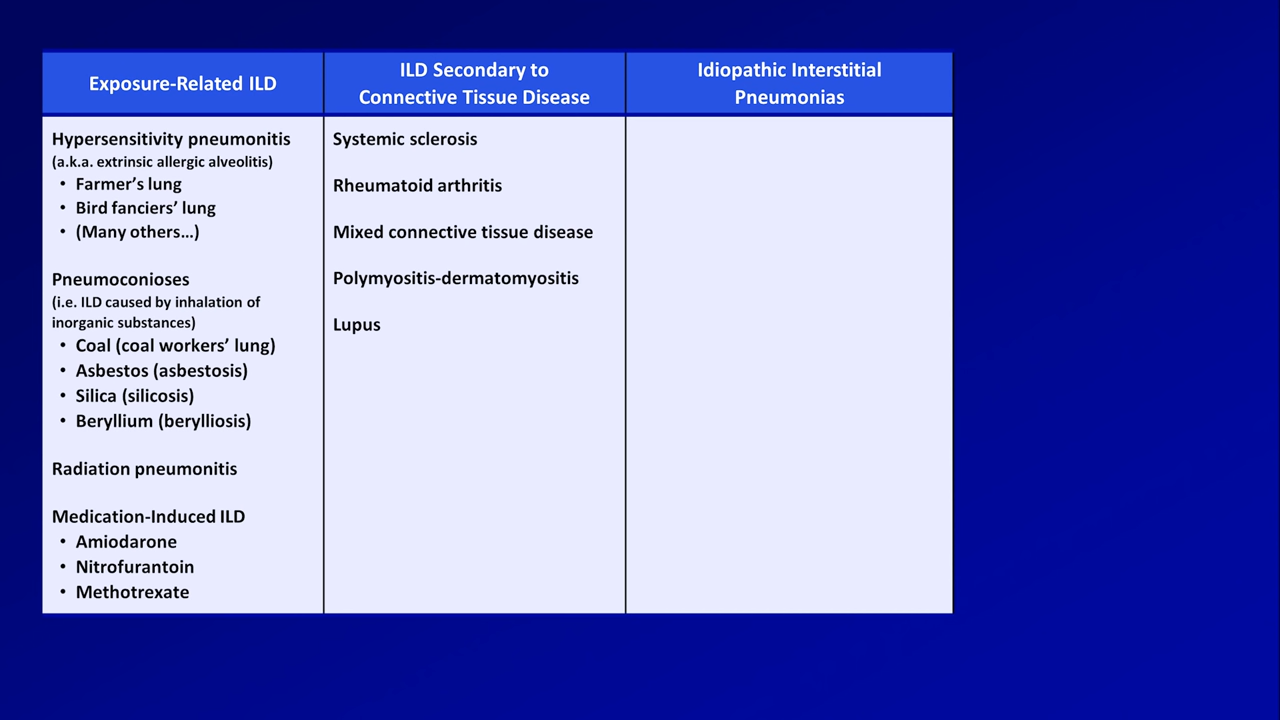 Exposure-Related ILD
ILD Secondary to
Connective Tissue Disease
Idiopathic Interstitial
Pneumonias
Hypersensitivity pneumonitis
(a.k.a. extrinsic allergic alveolitis)
• Farmer’s lung
• Bird fanciers’ lung
• (Many others…)
Pneumoconioses
(i.e. ILD caused by inhalation of
inorganic substances)
• Coal (coal workers’ lung)
• Asbestos (asbestosis)
• Silica (silicosis)
• Beryllium (berylliosis)
Radiation pneumonitis
Medication-Induced ILD
• Amiodarone
• Nitrofurantoin
• Methotrexate
Systemic sclerosis
Rheumatoid arthritis
Mixed connective tissue disease
Polymyositis-dermatomyositis
Lupus